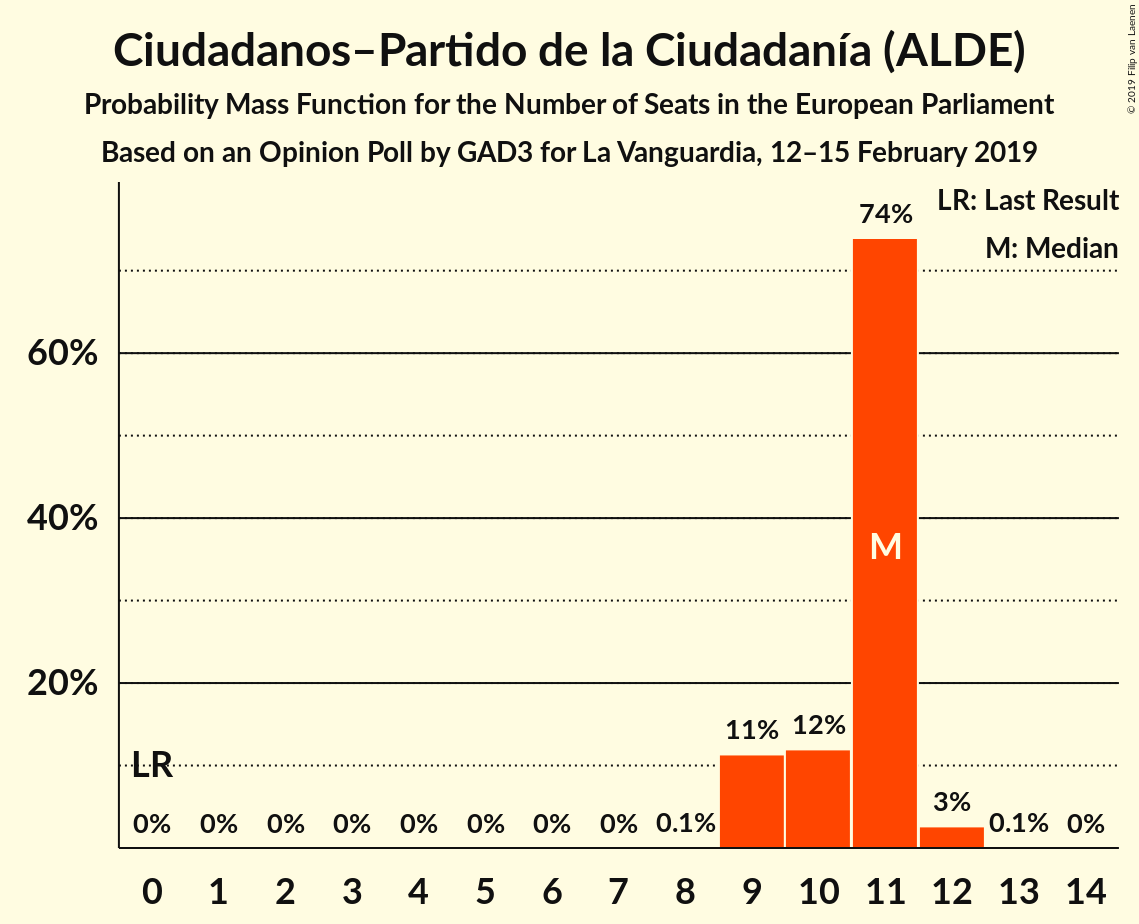 Ciudadanos–Partido de la Ciudadanía (ALDE)
Probability Mass Function for the Number of Seats in the European Parliament
Based on an Opinion Poll by GAD3 for La Vanguardia, 12–15 February 2019
© 2019 Filip van Laenen
LR: Last Result
M: Median
74%
60%
40%
M
20%
11% 12%
LR
3%
0% 0% 0% 0% 0% 0% 0% 0% 0.1% 0.1% 0%
0 1 2 3 4 5 6 7 8 9 10 11 12 13 14